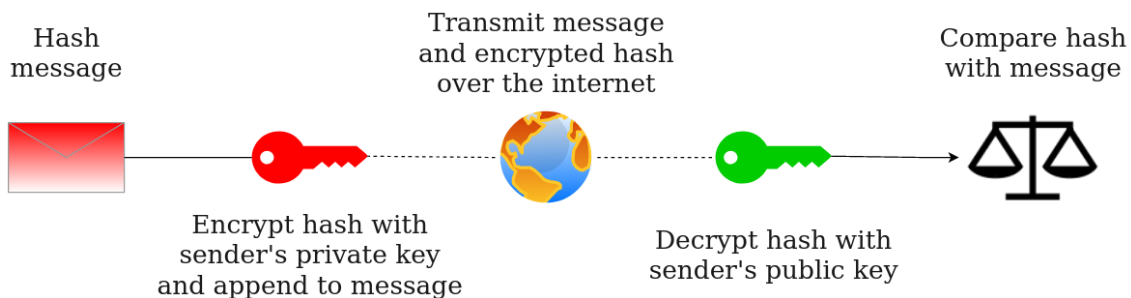 Hash
message
Encrypt hash with
sender's private key
and append to message
Transmit message
and encrypted hash
over the internet
Decrypt hash with
sender's public key
Compare hash
with message